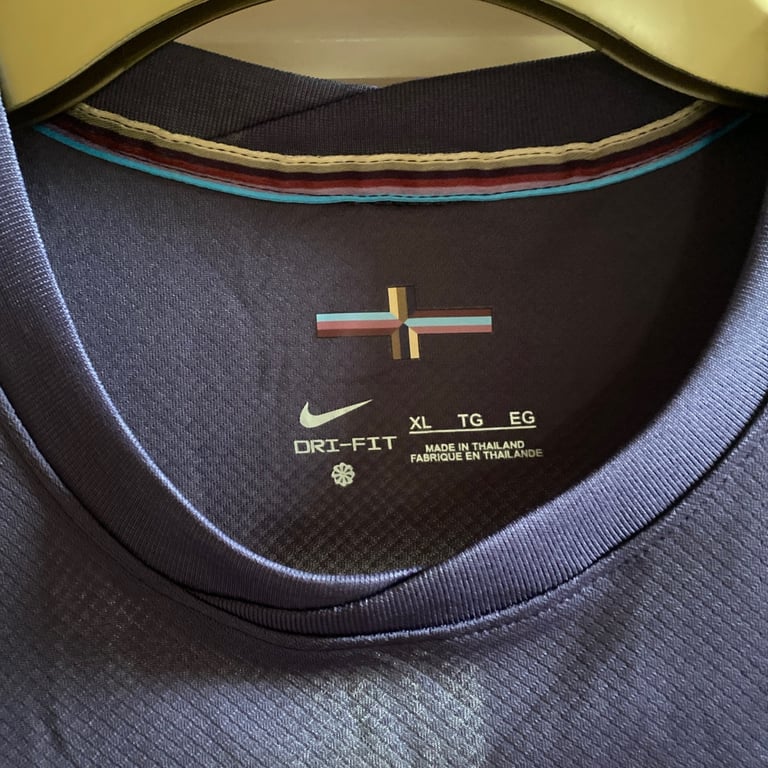 DRI-FIT
XL TG EG
MADE IN THAILAND
FABRIQUE EN THAILANDE